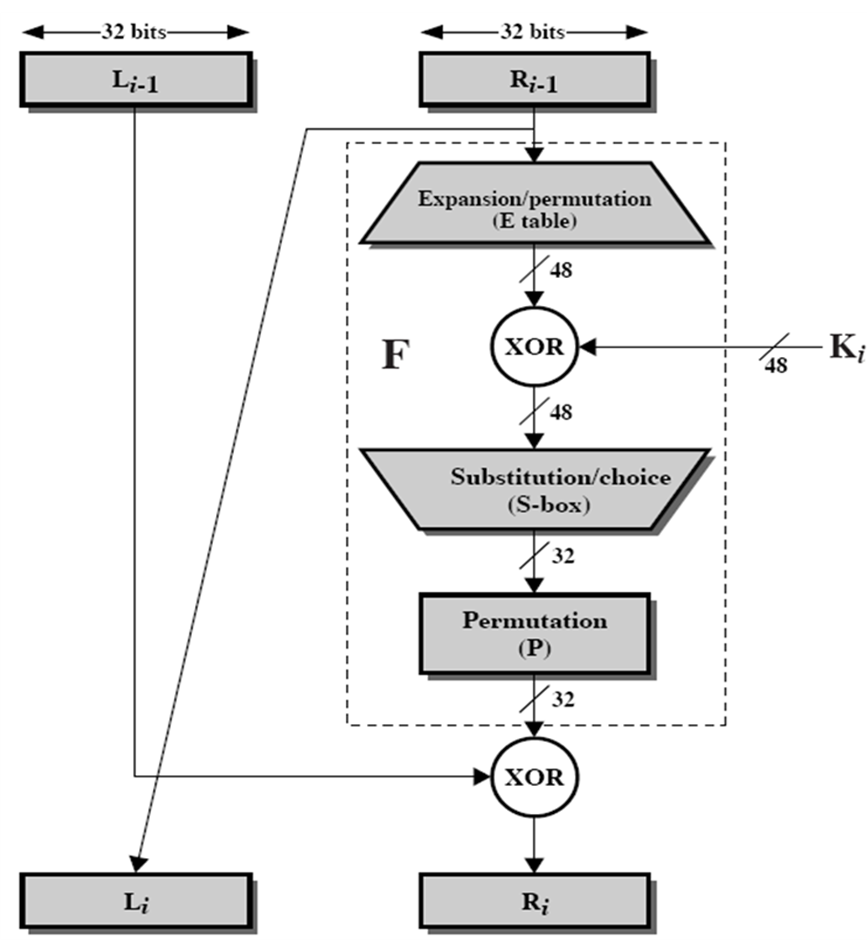 32 bits
32 bits
Li-1
Ri-1
Expansion/permutation
(E table)
48
F
XOR
Ki
48
48
Substitution/choice
(S-box)
32
Permutation
(P)
32
XOR
Li
Ri